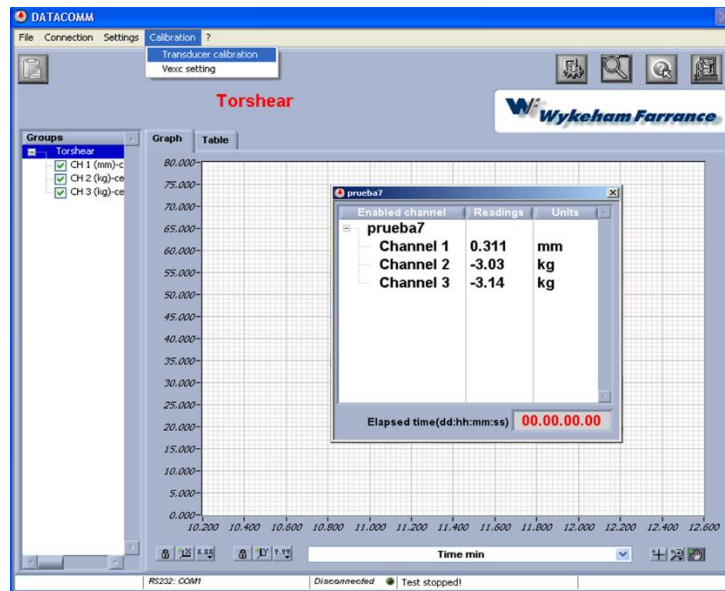 DATACOMM
File Connection Settings Calibration ?
Transducer calibration
Vexc setting
Torshear
Wykeham Farrance
Groups
Torshear
CH 1 (mm)-c
CH 2 (kg)-ce
CH 3 (kg)-ce
Graph Table
80.000
75.000
70.000
65.000
60.000
55.000
50.000
45.000
40.000
35.000
30.000
25.000
20.000
15.000
10.000
5.000
0.000
prueba7
Enabled channel Readings Units
prueba7
Channel 1 0.311 mm
Channel 2 -3.03 kg
Channel 3 -3.14 kg
Elapsed time(dd:hh:mm:ss) 00.00.00.00
10.200 10.400 10.600 10.800 11.000 11.200 11.400 11.600 11.800 12.000 12.200 12.400 12.600
Time min
RS232: COM1 Disconnected Test stopped!